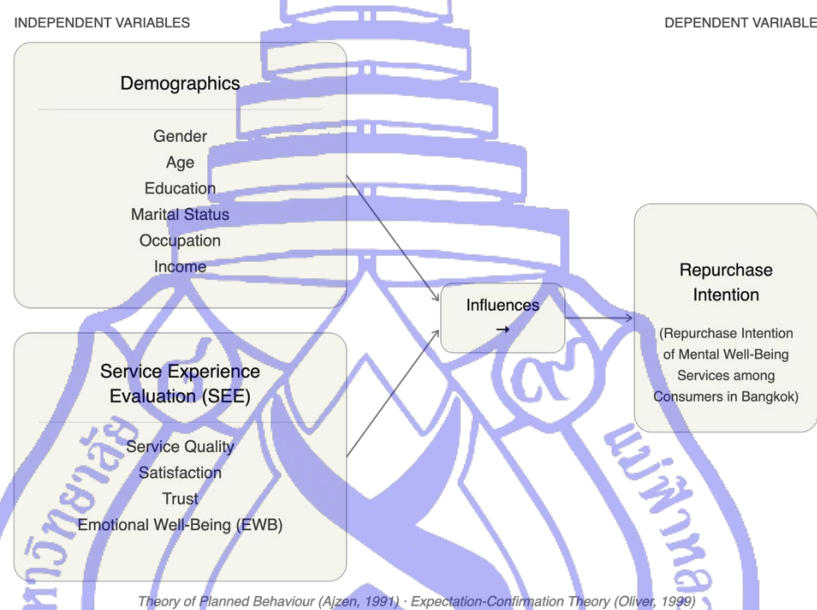 INDEPENDENT VARIABLES
DEPENDENT VARIABLE
Demographics
Gender
Age
Education
Marital Status
Occupation
Income
Service Experience
Evaluation (SEE)
Service Quality
Satisfaction
Trust
Emotional Well-Being (EWB)
Influences
→
Repurchase
Intention
(Repurchase Intention
of Mental Well-Being
Services among
Consumers in Bangkok)
Theory of Planned Behaviour (Ajzen, 1991) · Expectation-Confirmation Theory (Oliver, 1999)